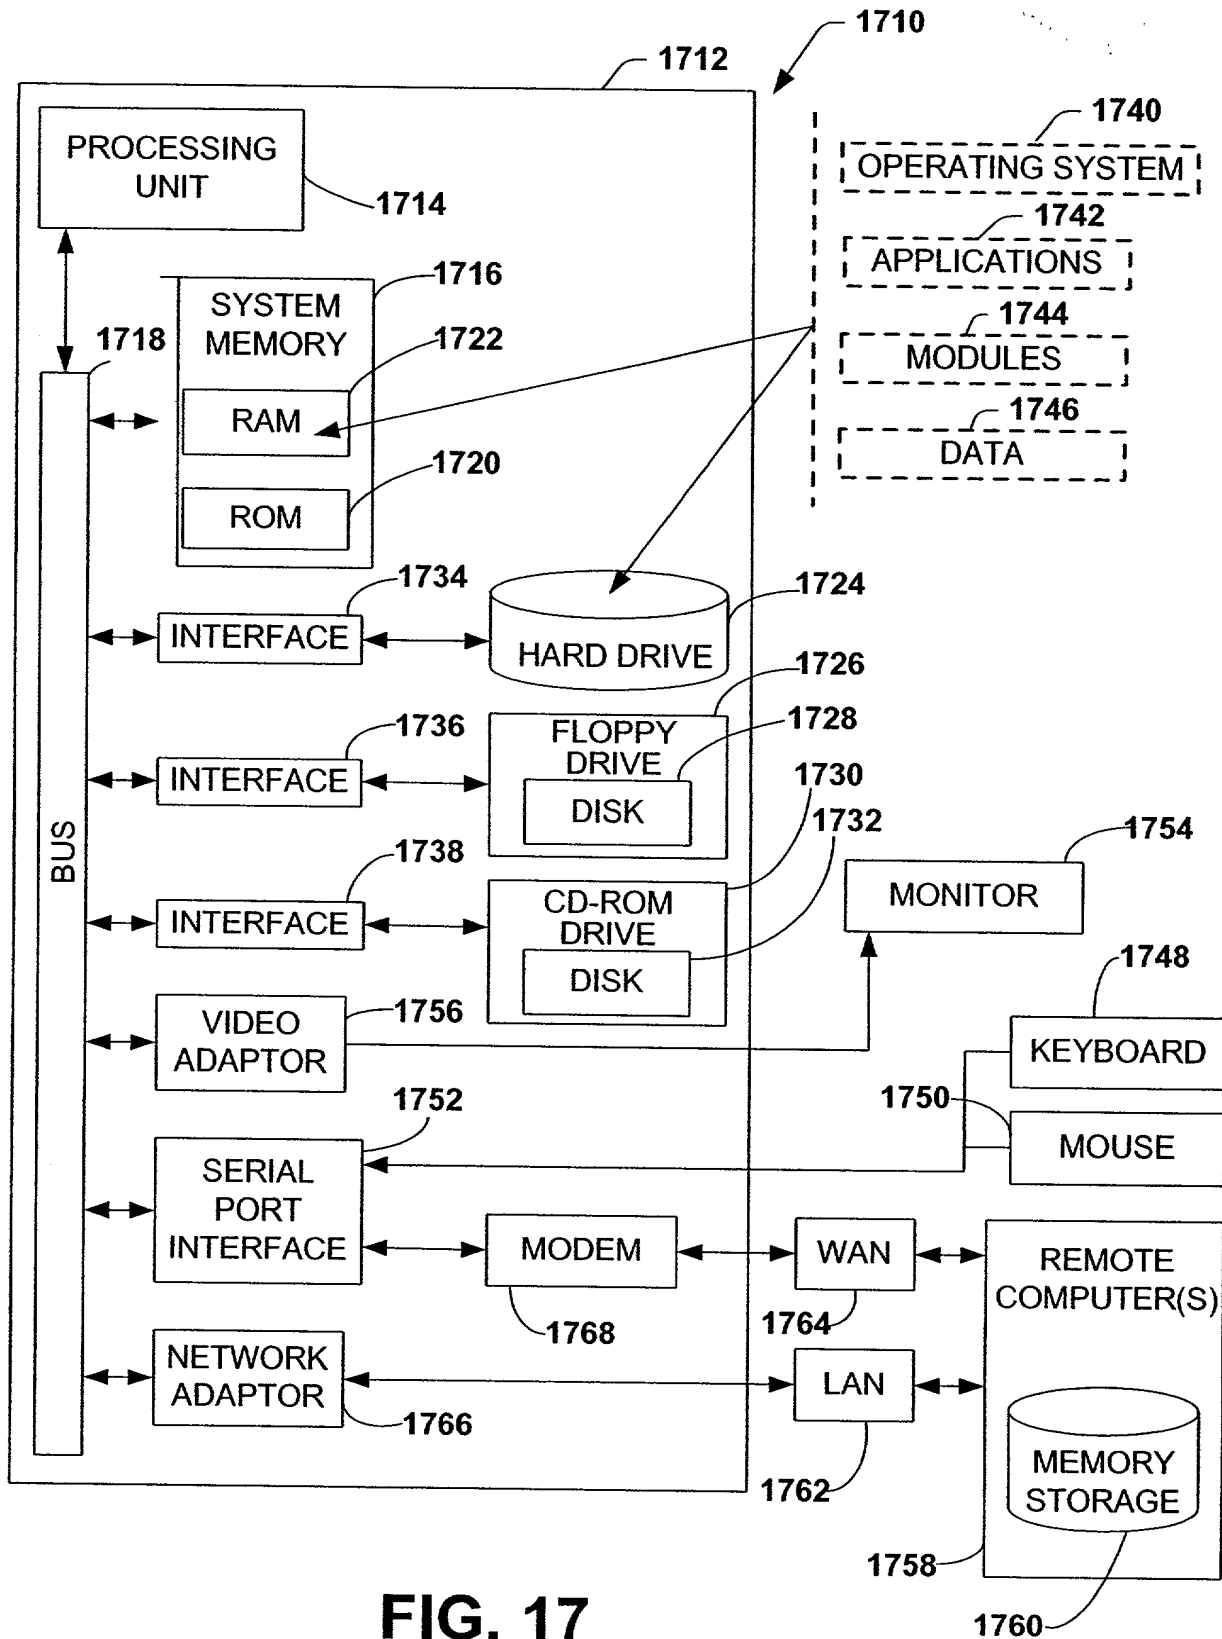 1710
1712
1740
PROCESSING
UNIT
OPERATING SYSTEM
1714
1742
APPLICATIONS
1716
SYSTEM
MEMORY
1744
1718
1722
MODULES
RAM
1746
DATA
1720
ROM
1734
1724
INTERFACE
HARD DRIVE
1726
1736
FLOPPY
DRIVE
1728
INTERFACE
DISK
1730
1732
1754
BUS
1738
MONITOR
INTERFACE
CD-ROM
DRIVE
DISK
1748
1756
VIDEO
ADAPTOR
KEYBOARD
1752
1750
MOUSE
SERIAL
PORT
INTERFACE
MODEM
WAN
REMOTE
COMPUTER(S)
1768
1764
NETWORK
ADAPTOR
LAN
1766
1762
MEMORY
STORAGE
1758
1760
FIG. 17